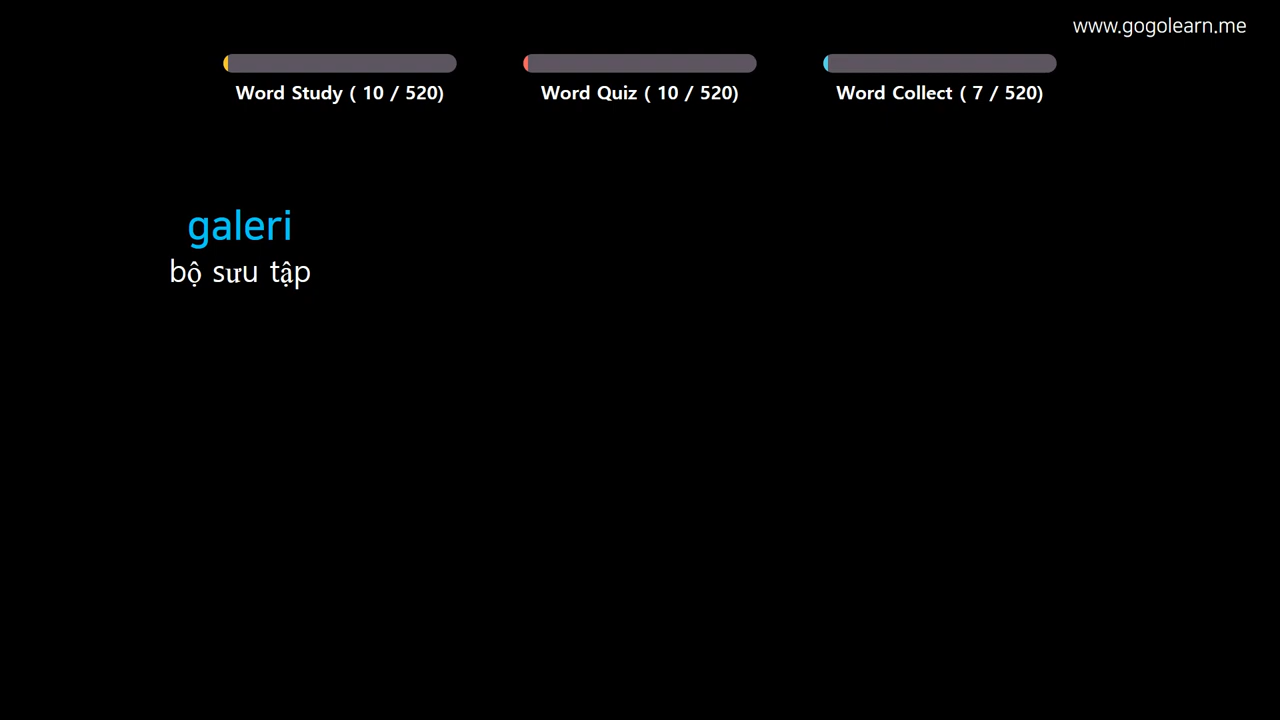 www.gogolearn.me
Word Study ( 10 / 520)
Word Quiz ( 10 / 520)
Word Collect ( 7 / 520)
galeri
bộ sưu tập